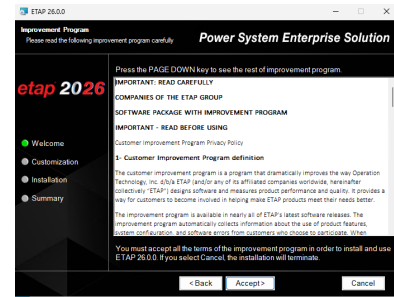 ETAP 26.0.0
Improvement Program
Please read the following improvement program carefully
Power System Enterprise Solution
Press the PAGE DOWN key to see the rest of improvement program.
etap 2026
Welcome
Customization
Installation
Summary
IMPORTANT: READ CAREFULLY
COMPANIES OF THE ETAP GROUP
SOFTWARE PACKAGE WITH IMPROVEMENT PROGRAM
IMPORTANT - READ BEFORE USING
Customer Improvement Program Privacy Policy
1- Customer Improvement Program definition
The customer improvement program is a program that dramatically improves the way Operation
Technology, Inc. d/b/a ETAP (and/or any of its affiliated companies worldwide, hereinafter
collectively "ETAP") designs software and measures product performance and quality. It provides a
way for customers to become involved in helping make ETAP products meet their needs better.
The improvement program is available in nearly all of ETAP's latest software releases. The
improvement program automatically collects information about the use of product features,
system configuration, and software errors from customers who choose to participate. When
You must accept all the terms of the improvement program in order to install and use
ETAP 26.0.0. If you select Cancel, the installation will terminate.
< Back
Accept >
Cancel